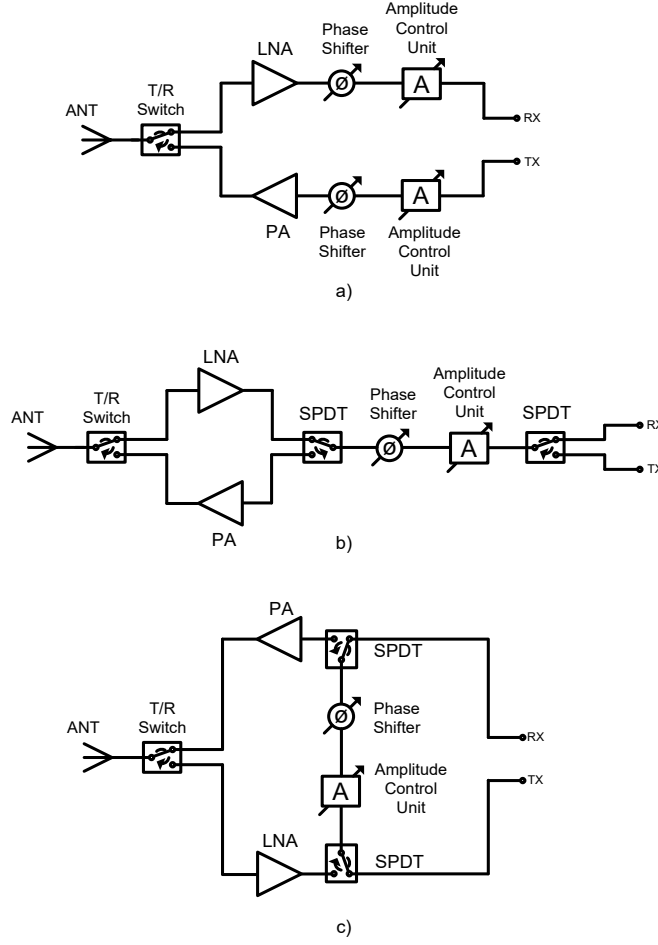 Amplitude
Control
Unit
Phase
Shifter
LNA
T/R
Switch
ANT
Ø
A
RX
TX
Ø
A
PA
Phase
Shifter
Amplitude
Control
Unit
a)
LNA
Amplitude
Control
Unit
Phase
Shifter
T/R
Switch
ANT
SPDT
SPDT
RX
Ø
A
TX
PA
b)
PA
SPDT
T/R
Switch
ANT
Ø
Phase
Shifter
RX
A
Amplitude
Control
Unit
TX
LNA
SPDT
c)